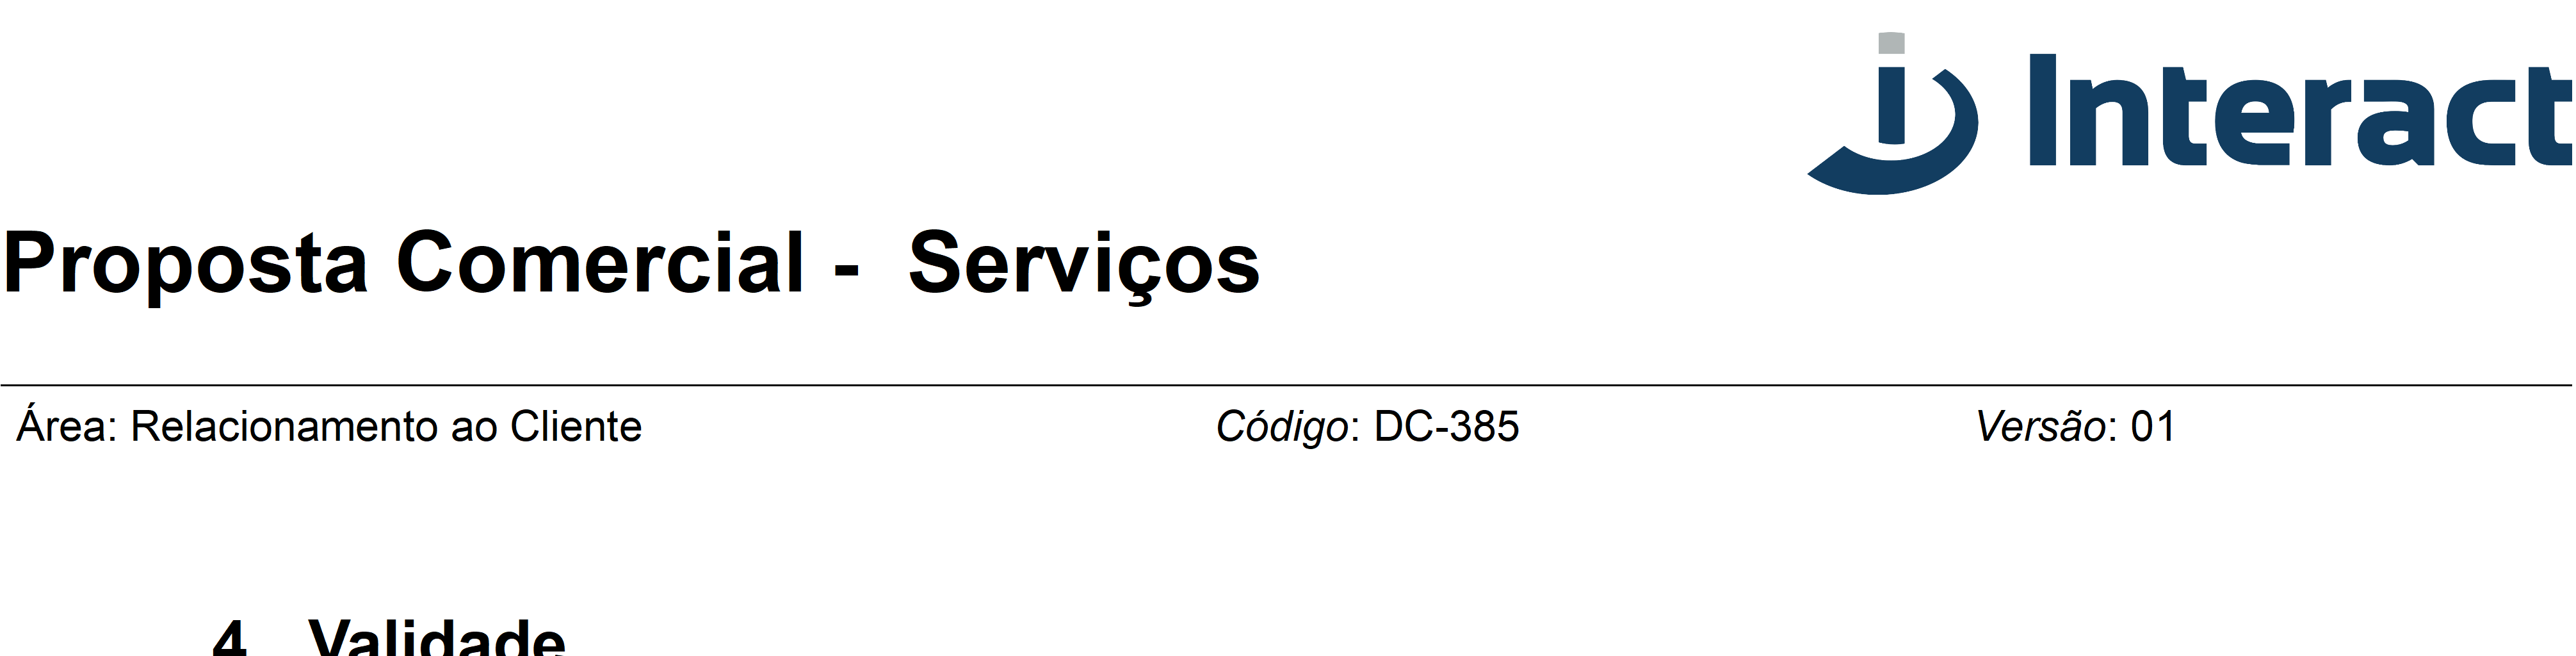 Interact
Proposta Comercial -  Serviços
Área: Relacionamento ao Cliente Código: DC-385 Versão: 01
4 Validade